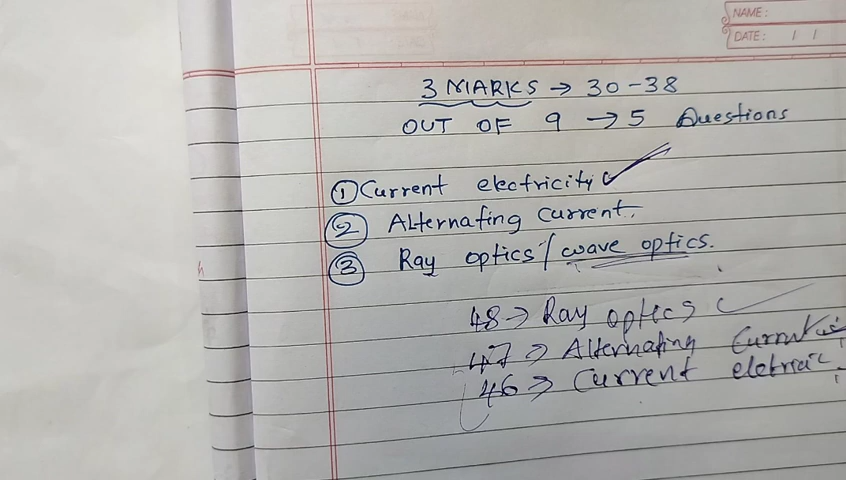 NAME:
DATE: / /
3 MARKS → 30-38
OUT OF 9 → 5 Questions
① Current electricity
② Alternating current.
③ Ray optics / wave optics.
48 → Ray optics
47 → Alternating Current
46 → Current eletricic